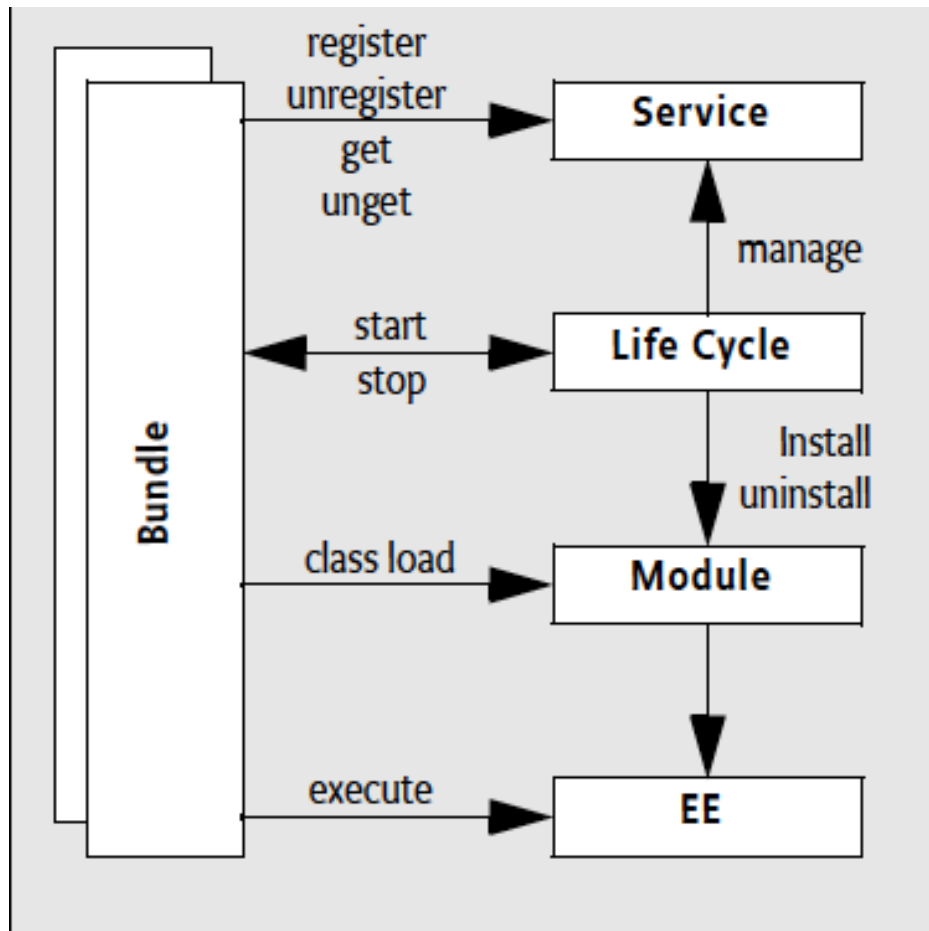 register
unregister
get
unget
Service
manage
start
stop
Life Cycle
Install
uninstall
Bundle
class load
Module
execute
EE